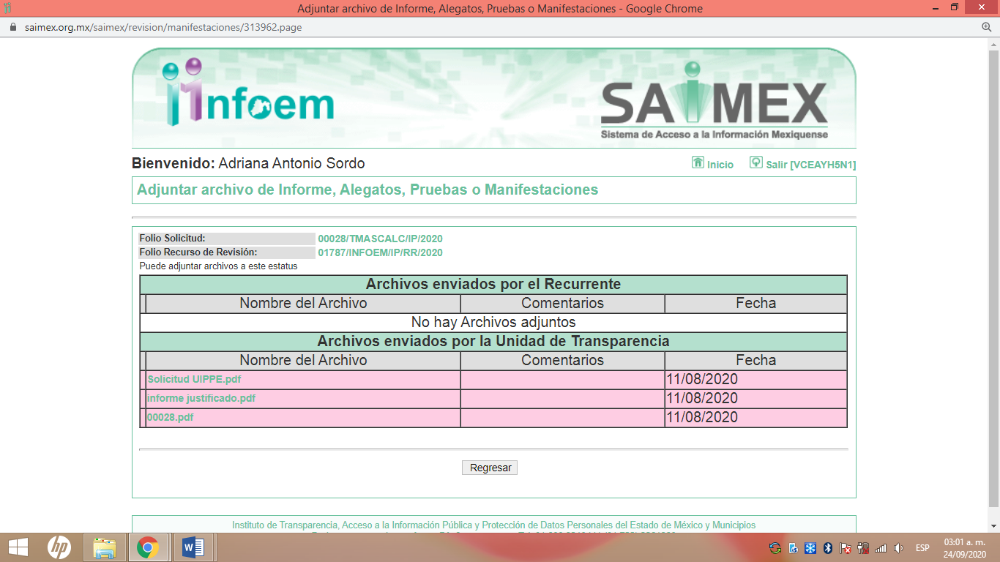 Adjuntar archivo de Informe, Alegatos, Pruebas o Manifestaciones - Google Chrome
saimex.org.mx/saimex/revision/manifestaciones/313962.page
infoem
SAIMEX
Sistema de Acceso a la Información Mexiquense
Bienvenido: Adriana Antonio Sordo
Inicio Salir [VCEAYH5N1]
Adjuntar archivo de Informe, Alegatos, Pruebas o Manifestaciones
Folio Solicitud: 00028/TMASCALC/IP/2020
Folio Recurso de Revisión: 01787/INFOEM/IP/RR/2020
Puede adjuntar archivos a este estatus
Archivos enviados por el Recurrente
Nombre del Archivo Comentarios Fecha
No hay Archivos adjuntos
Archivos enviados por la Unidad de Transparencia
Nombre del Archivo Comentarios Fecha
Solicitud UIPPE.pdf 11/08/2020
informe justificado.pdf 11/08/2020
00028.pdf 11/08/2020
Regresar
Instituto de Transparencia, Acceso a la Información Pública y Protección de Datos Personales del Estado de México y Municipios
hp
ESP
03:01 a. m.
24/09/2020